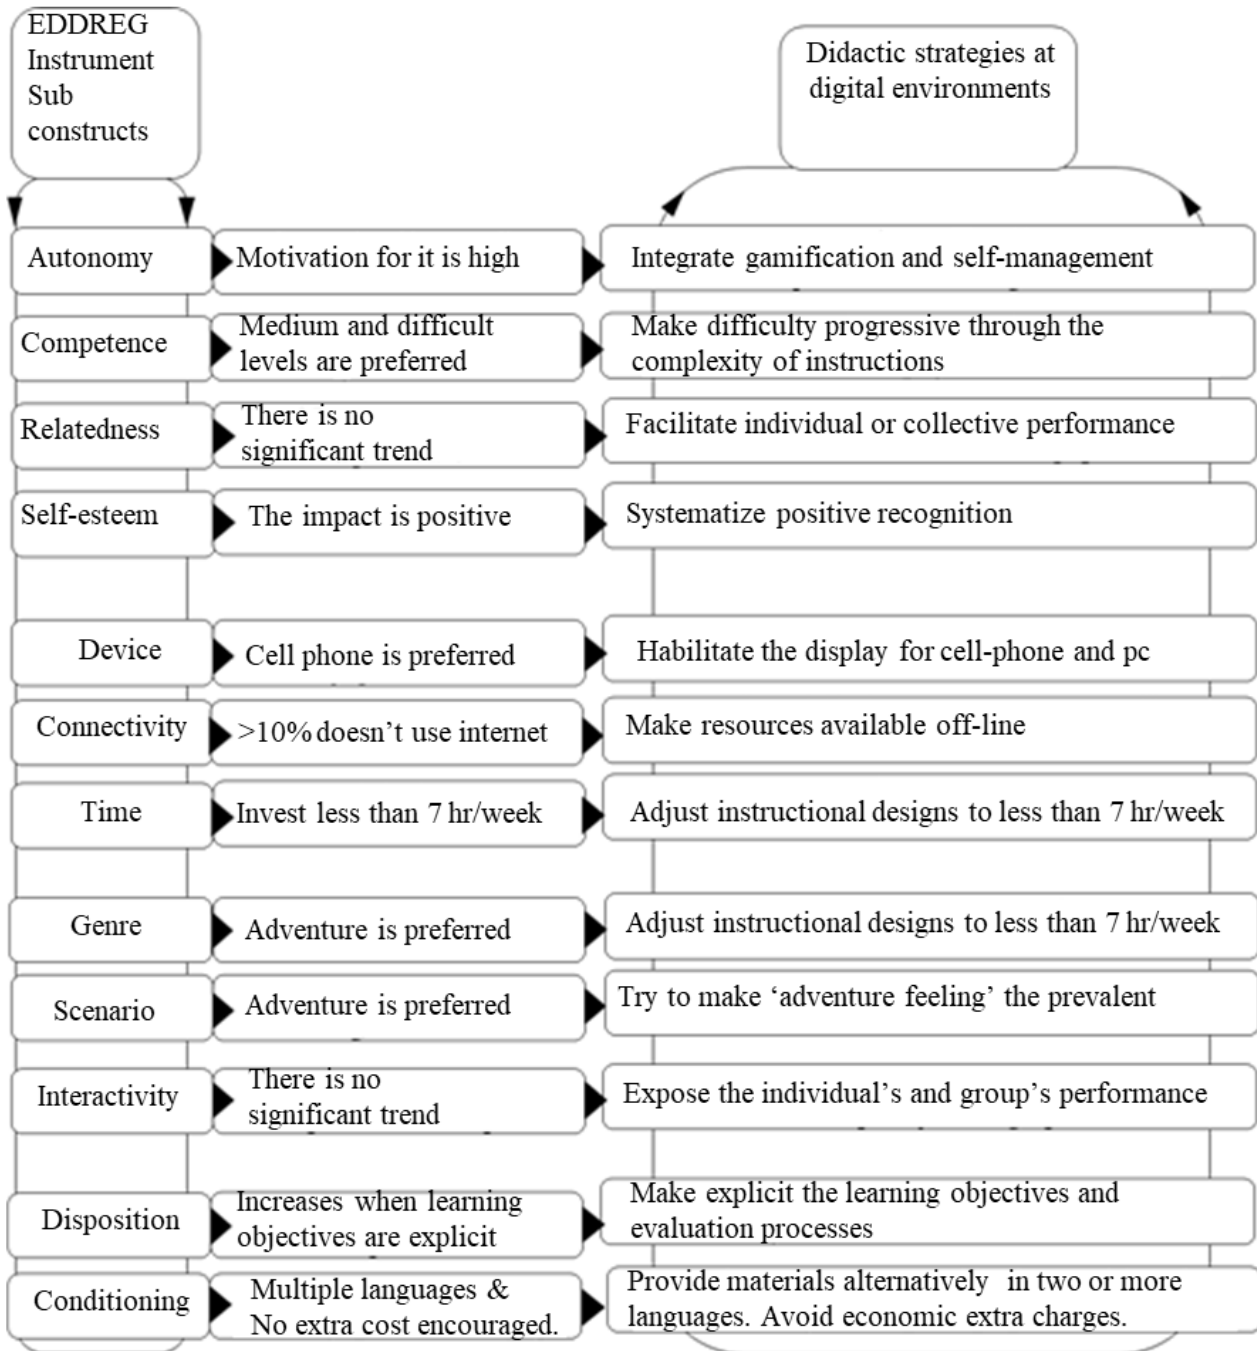 EDDREG
Instrument
Sub
constructs
Didactic strategies at
digital environments
Autonomy
Motivation for it is high
Integrate gamification and self-management
Competence
Medium and difficult
levels are preferred
Make difficulty progressive through the
complexity of instructions
Relatedness
There is no
significant trend
Facilitate individual or collective performance
Self-esteem
The impact is positive
Systematize positive recognition
Device
Cell phone is preferred
Habilitate the display for cell-phone and pc
Connectivity
>10% doesn’t use internet
Make resources available off-line
Time
Invest less than 7 hr/week
Adjust instructional designs to less than 7 hr/week
Genre
Adventure is preferred
Adjust instructional designs to less than 7 hr/week
Scenario
Adventure is preferred
Try to make ‘adventure feeling’ the prevalent
Interactivity
There is no
significant trend
Expose the individual’s and group’s performance
Disposition
Increases when learning
objectives are explicit
Make explicit the learning objectives and
evaluation processes
Conditioning
Multiple languages &
No extra cost encouraged.
Provide materials alternatively in two or more
languages. Avoid economic extra charges.